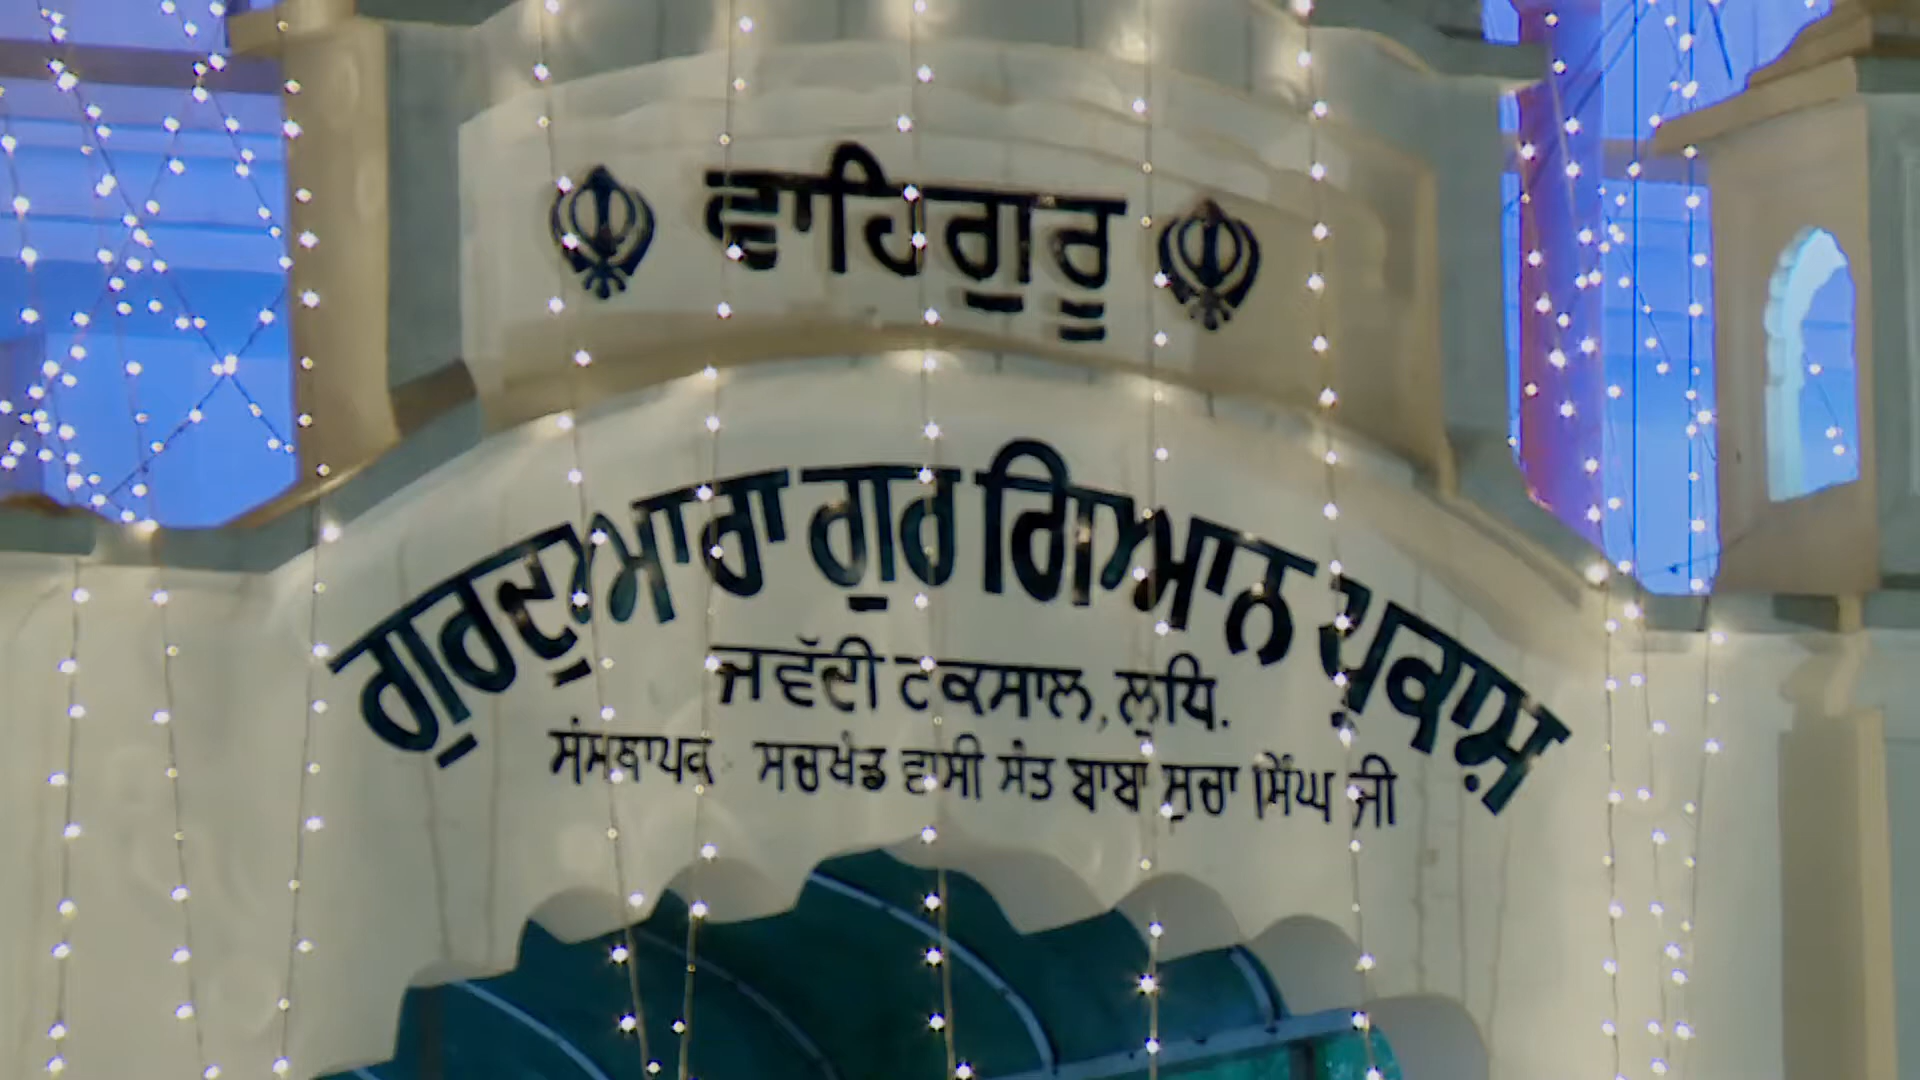 ਵਾਹਿਗੁਰੂ
ਗੁਰਦੁਆਰਾ ਗੁਰ ਗਿਆਨ ਪ੍ਰਕਾਸ਼
ਜਵੱਦੀ ਟਕਸਾਲ, ਲੁਧਿ.
ਸੰਸਥਾਪਕ ਸਚਖੰਡ ਵਾਸੀ ਸੰਤ ਬਾਬਾ ਸੁਚਾ ਸਿੰਘ ਜੀ